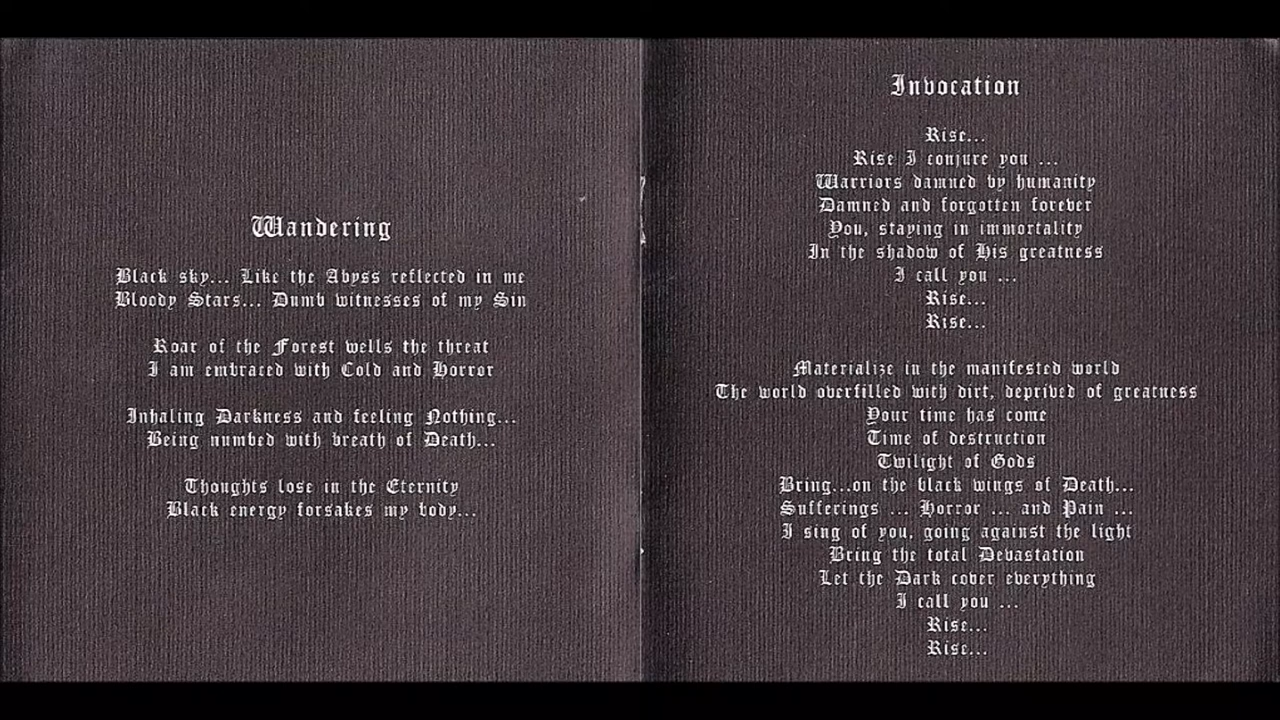 Wandering
Black sky... Like the Abyss reflected in me
Bloody Stars... Dumb witnesses of my Sin
Roar of the Forest wells the threat
I am embraced with Cold and Horror
Inhaling Darkness and feeling Nothing...
Being numbed with breath of Death...
Thoughts lose in the Eternity
Black energy forsakes my body...
Invocation
Rise...
Rise I conjure you ...
Warriors damned by humanity
Damned and forgotten forever
You, staying in immortality
In the shadow of His greatness
I call you ...
Rise...
Rise...
Materialize in the manifested world
The world overfilled with dirt, deprived of greatness
Your time has come
Time of destruction
Twilight of Gods
Bring...on the black wings of Death...
Sufferings ... Horror ... and Pain ...
I sing of you, going against the light
Bring the total Devastation
Let the Dark cover everything
I call you ...
Rise...
Rise...